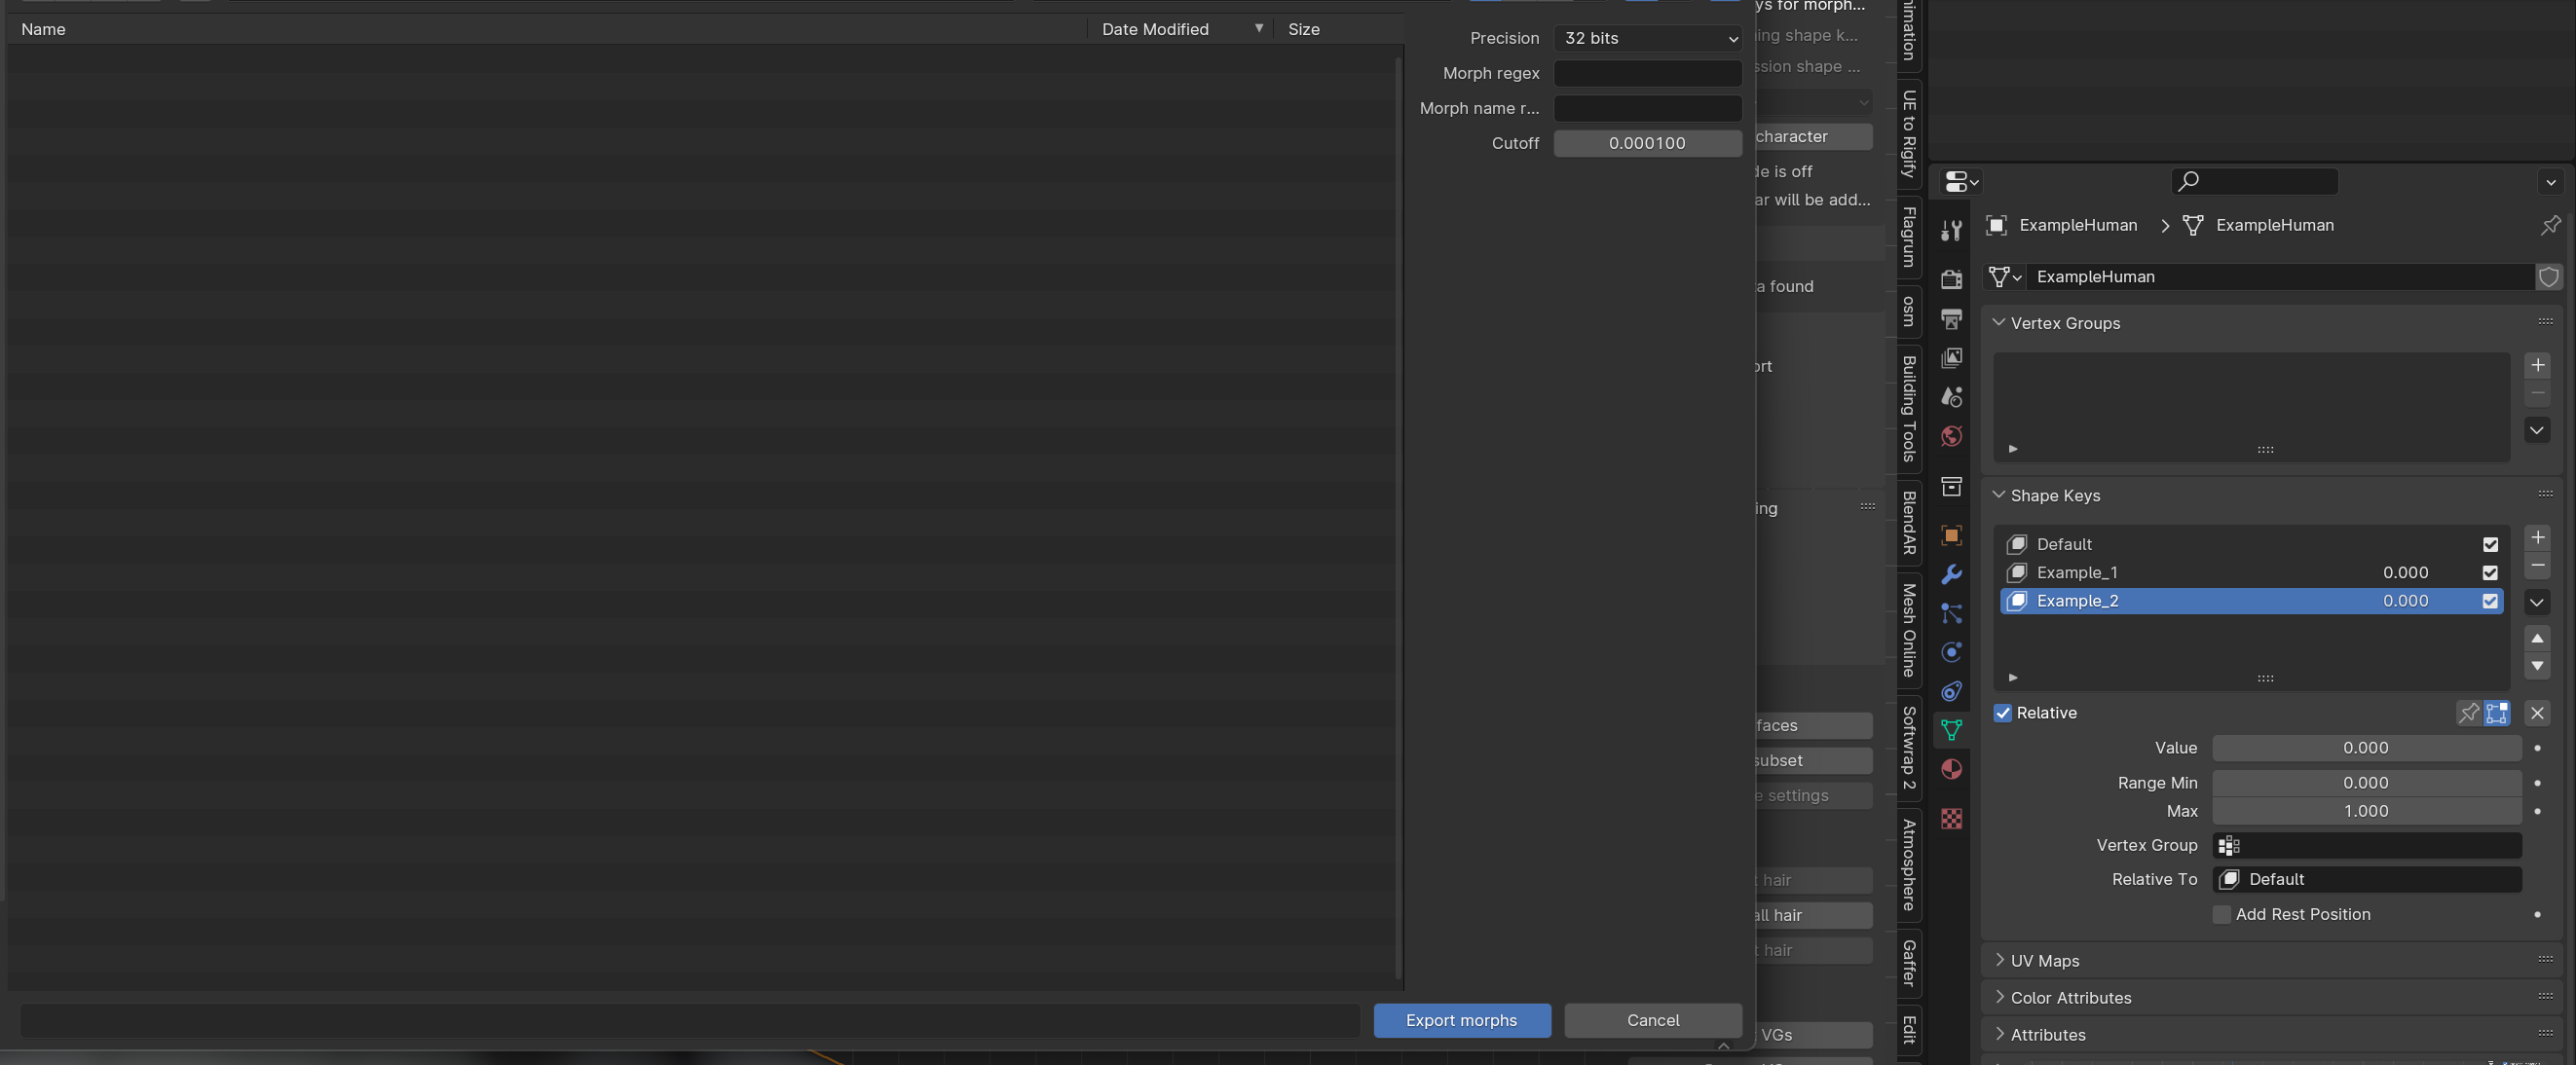 Name
Date Modified
Size
Precision
32 bits
Morph regex
Morph name r...
Cutoff
0.000100
Export morphs
Cancel
ys for morph...
ing shape k...
ssion shape ...
character
de is off
ar will be add...
a found
ort
ing
faces
subset
e settings
t hair
all hair
t hair
VGs
nimation
UE to Rigify
Flagrum
osm
Building Tools
BlendAR
Mesh Online
Softwrap 2
Atmosphere
Gaffer
Edit
ExampleHuman
ExampleHuman
ExampleHuman
Vertex Groups
Shape Keys
Default
Example_1 0.000
Example_2 0.000
Relative
Value 0.000
Range Min 0.000
Max 1.000
Vertex Group
Relative To Default
Add Rest Position
UV Maps
Color Attributes
Attributes